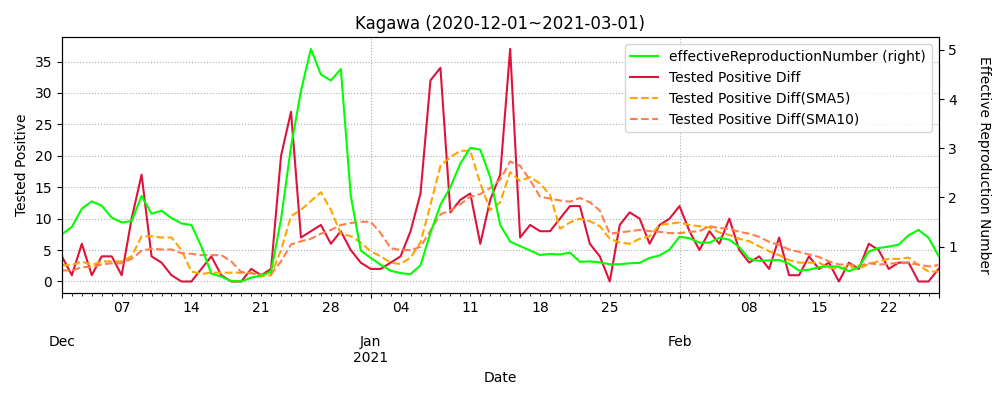 Kagawa (2020-12-01~2021-03-01)
effectiveReproductionNumber (right)
Tested Positive Diff
Tested Positive Diff(SMA5)
Tested Positive Diff(SMA10)
Tested Positive
35
30
25
20
15
10
5
0
Effective Reproduction Number
5
4
3
2
1
07 14 21 28 04 11 18 25 08 15 22
Dec Jan Feb
2021
Date